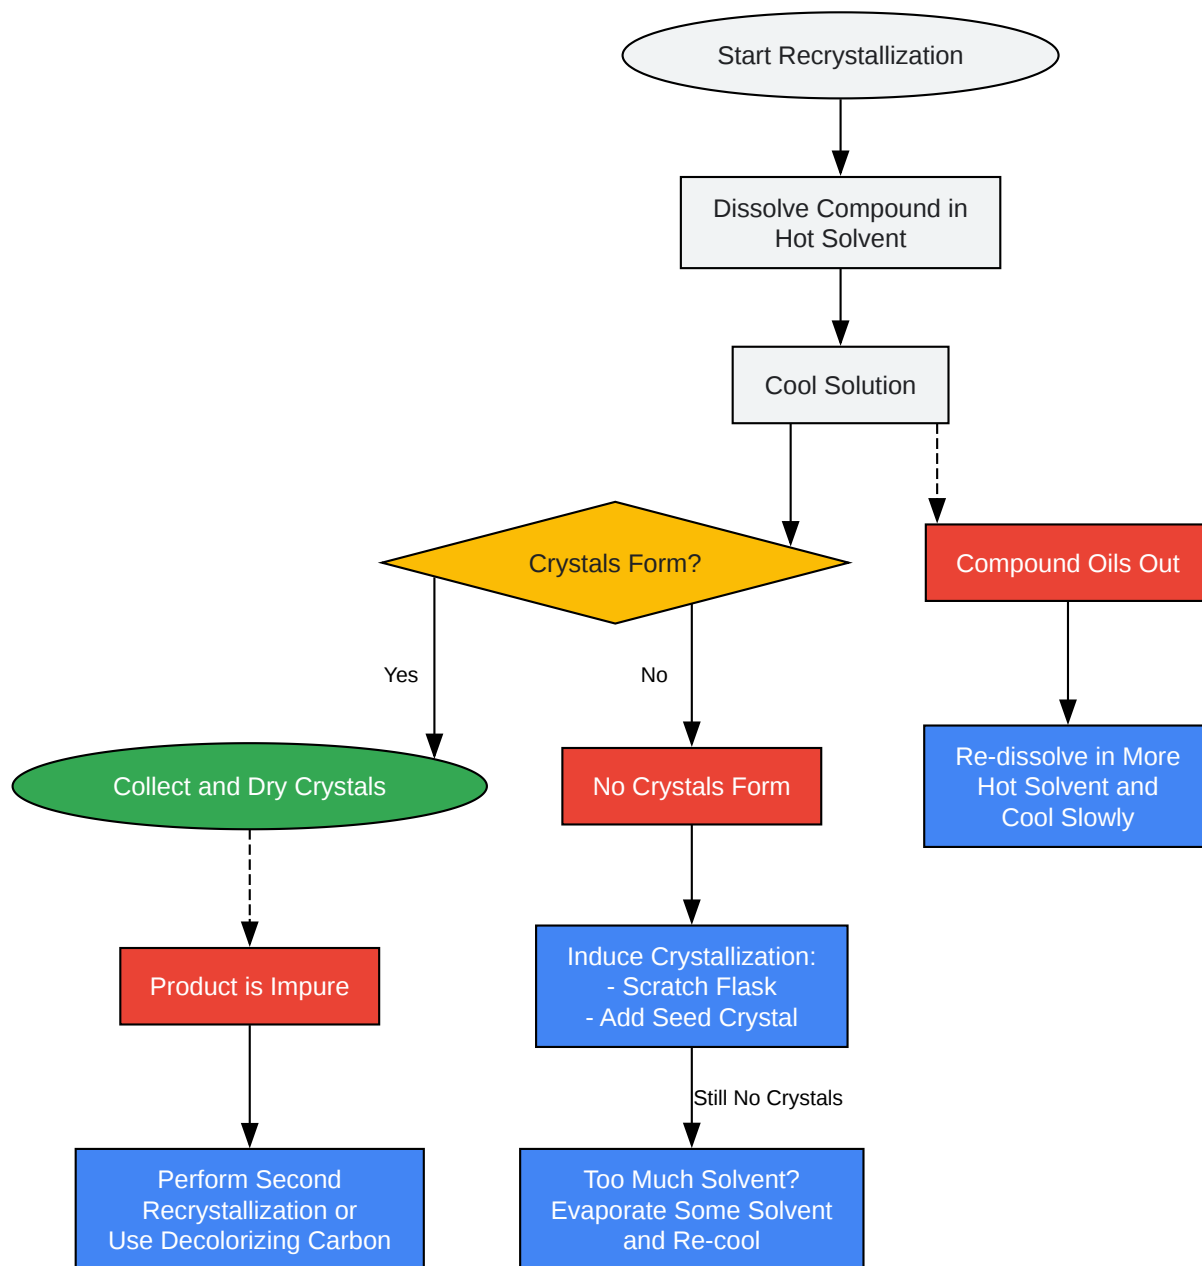 Start Recrystallization
Dissolve Compound in
Hot Solvent
Cool Solution
Crystals Form?
Compound Oils Out
Yes
No
Collect and Dry Crystals
No Crystals Form
Re-dissolve in More
Hot Solvent and
Cool Slowly
Product is Impure
Induce Crystallization:
- Scratch Flask
- Add Seed Crystal
Still No Crystals
Perform Second
Recrystallization or
Use Decolorizing Carbon
Too Much Solvent?
Evaporate Some Solvent
and Re-cool